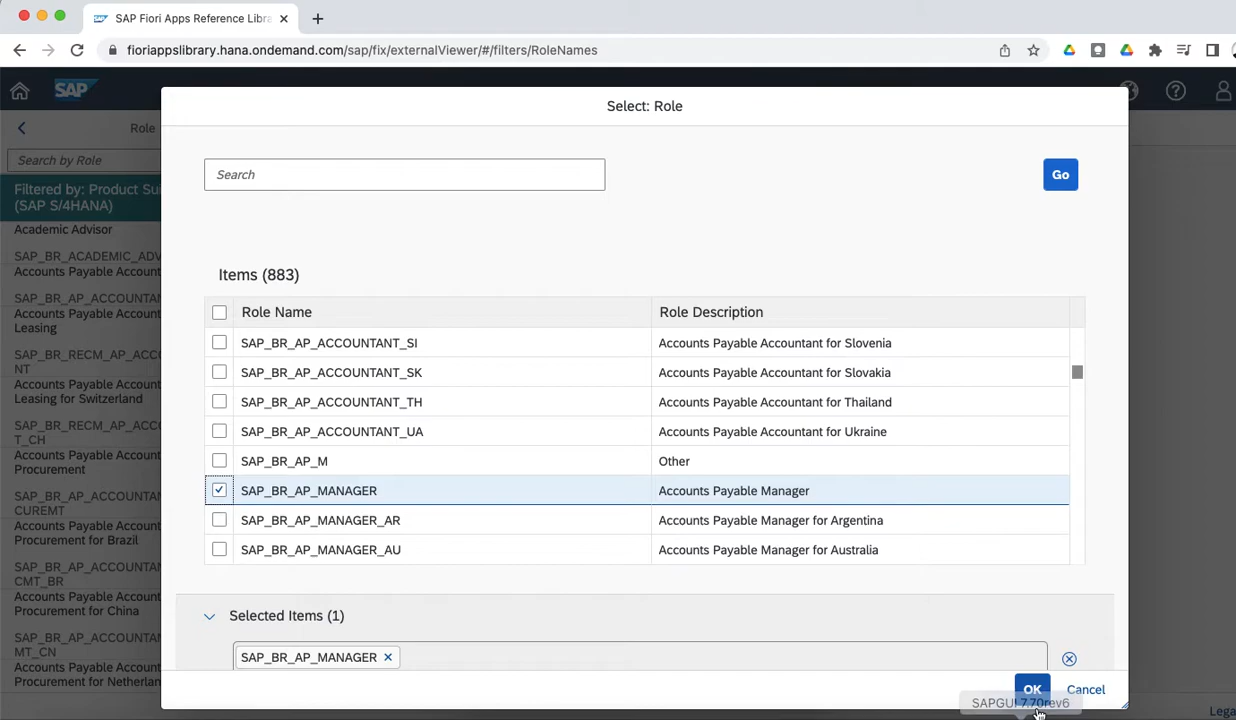 SAP Fiori Apps Reference Libra
fioriappslibrary.hana.ondemand.com/sap/fix/externalViewer/#/filters/RoleNames
SAP
Role
Search by Role
Filtered by: Product Sui
(SAP S/4HANA)
Academic Advisor
SAP_BR_ACADEMIC_ADV
Accounts Payable Account
SAP_BR_AP_ACCOUNTAN
Accounts Payable Account
Leasing
SAP_BR_RECM_AP_ACCO
NT
Accounts Payable Account
Leasing for Switzerland
SAP_BR_RECM_AP_ACCO
T_CH
Accounts Payable Account
Procurement
SAP_BR_AP_ACCOUNTAN
CUREMT
Accounts Payable Account
Procurement for Brazil
SAP_BR_AP_ACCOUNTAN
CMT_BR
Accounts Payable Account
Procurement for China
SAP_BR_AP_ACCOUNTAN
MT_CN
Accounts Payable Account
Procurement for Netherlan
Select: Role
Search
Go
Items (883)
Role Name Role Description
SAP_BR_AP_ACCOUNTANT_SI Accounts Payable Accountant for Slovenia
SAP_BR_AP_ACCOUNTANT_SK Accounts Payable Accountant for Slovakia
SAP_BR_AP_ACCOUNTANT_TH Accounts Payable Accountant for Thailand
SAP_BR_AP_ACCOUNTANT_UA Accounts Payable Accountant for Ukraine
SAP_BR_AP_M Other
SAP_BR_AP_MANAGER Accounts Payable Manager
SAP_BR_AP_MANAGER_AR Accounts Payable Manager for Argentina
SAP_BR_AP_MANAGER_AU Accounts Payable Manager for Australia
Selected Items (1)
SAP_BR_AP_MANAGER
OK Cancel
SAPGUI 7.70rev6
Lega